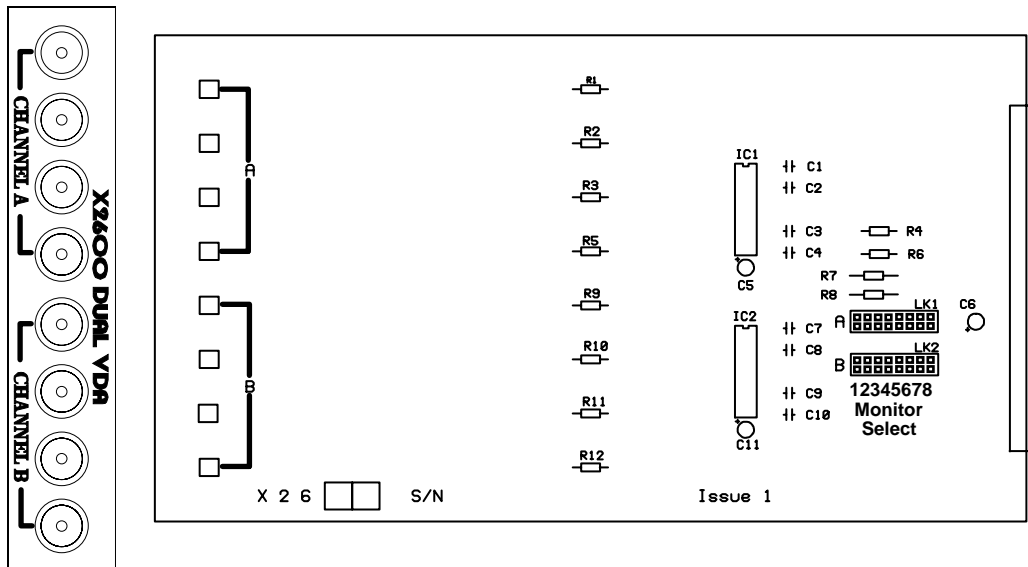 CHANNEL A
X2600 DUAL VDA
CHANNEL B
A
B
R1
R2
R3
R5
R9
R10
R11
R12
IC1
C1
C2
C3
C4
C5
R4
R6
R7
R8
LK1
A
C6
IC2
C7
C8
LK2
B
C9
C10
C11
12345678
Monitor
Select
X 2 6 S/N
Issue 1